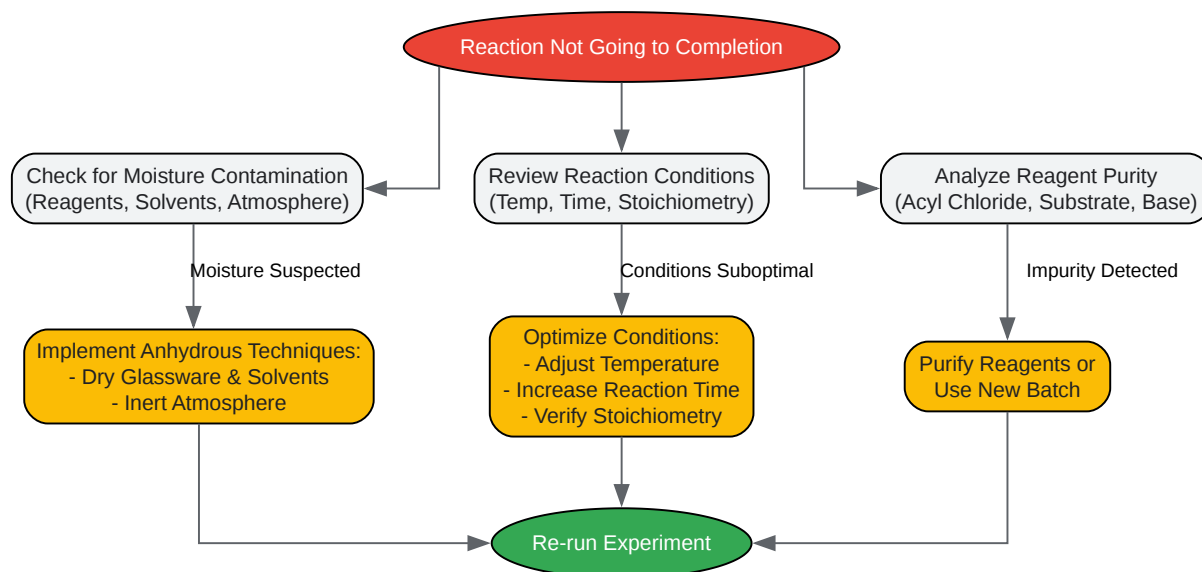 Reaction Not Going to Completion
Check for Moisture Contamination
(Reagents, Solvents, Atmosphere)
Review Reaction Conditions
(Temp, Time, Stoichiometry)
Analyze Reagent Purity
(Acyl Chloride, Substrate, Base)
Moisture Suspected
Conditions Suboptimal
Impurity Detected
Implement Anhydrous Techniques:
- Dry Glassware & Solvents
- Inert Atmosphere
Optimize Conditions:
- Adjust Temperature
- Increase Reaction Time
- Verify Stoichiometry
Purify Reagents or
Use New Batch
Re-run Experiment